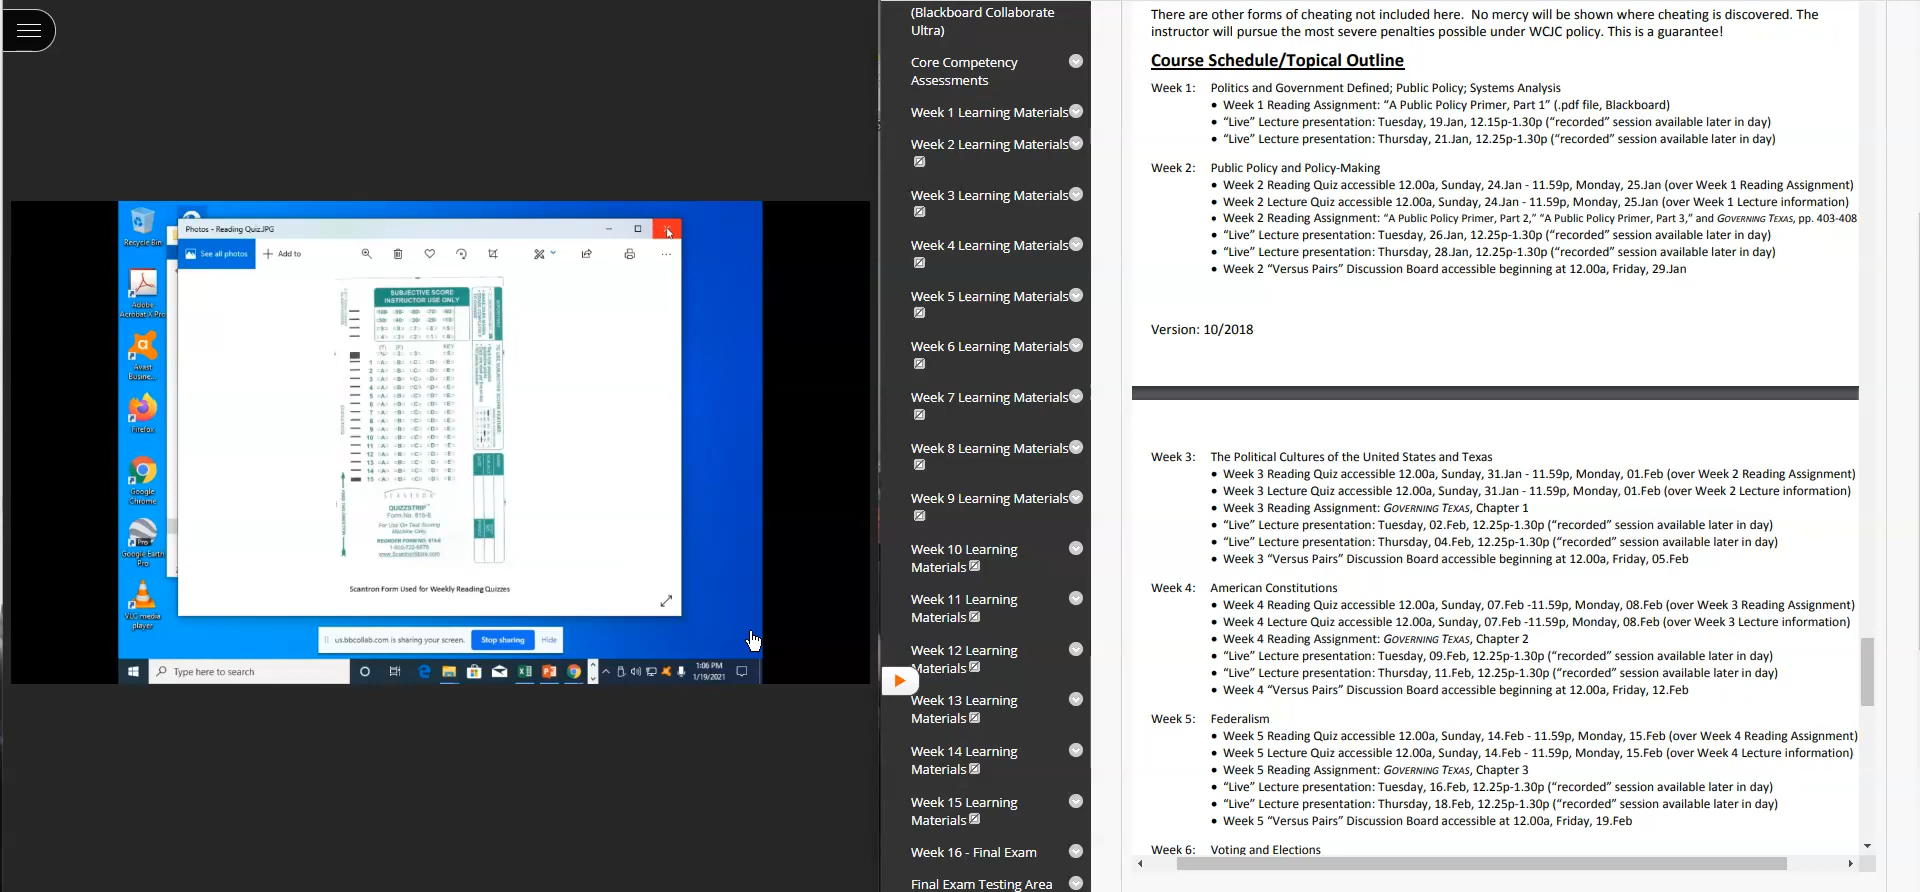 Recycle Bin
Adobe
Acrobat X Pro
Avast
Busine...
Firefox
Google
Chrome
Google Earth
Pro
VLC media
player
Photos - Reading Quiz.JPG
See all photos
Add to
SUBJECTIVE SCORE
INSTRUCTOR USE ONLY
KEY
QUIZZSTRIP
For Use On Test Scoring
Machine Only
Scantron Form Used for Weekly Reading Quizzes
us.bbcollab.com is sharing your screen.
Stop sharing
Hide
Type here to search
1:06 PM
1/19/2021
(Blackboard Collaborate
Ultra)
Core Competency
Assessments
Week 1 Learning Materials
Week 2 Learning Materials
Week 3 Learning Materials
Week 4 Learning Materials
Week 5 Learning Materials
Week 6 Learning Materials
Week 7 Learning Materials
Week 8 Learning Materials
Week 9 Learning Materials
Week 10 Learning
Materials
Week 11 Learning
Materials
Week 12 Learning
Materials
Week 13 Learning
Materials
Week 14 Learning
Materials
Week 15 Learning
Materials
Week 16 - Final Exam
Final Exam Testing Area
There are other forms of cheating not included here. No mercy will be shown where cheating is discovered. The
instructor will pursue the most severe penalties possible under WCJC policy. This is a guarantee!
Course Schedule/Topical Outline
Week 1: Politics and Government Defined; Public Policy; Systems Analysis
• Week 1 Reading Assignment: “A Public Policy Primer, Part 1” (.pdf file, Blackboard)
• “Live” Lecture presentation: Tuesday, 19.Jan, 12.15p-1.30p (“recorded” session available later in day)
• “Live” Lecture presentation: Thursday, 21.Jan, 12.25p-1.30p (“recorded” session available later in day)
Week 2: Public Policy and Policy-Making
• Week 2 Reading Quiz accessible 12.00a, Sunday, 24.Jan - 11.59p, Monday, 25.Jan (over Week 1 Reading Assignment)
• Week 2 Lecture Quiz accessible 12.00a, Sunday, 24.Jan - 11.59p, Monday, 25.Jan (over Week 1 Lecture information)
• Week 2 Reading Assignment: “A Public Policy Primer, Part 2,” “A Public Policy Primer, Part 3,” and GOVERNING TEXAS, pp. 403-408
• “Live” Lecture presentation: Tuesday, 26.Jan, 12.25p-1.30p (“recorded” session available later in day)
• “Live” Lecture presentation: Thursday, 28.Jan, 12.25p-1.30p (“recorded” session available later in day)
• Week 2 “Versus Pairs” Discussion Board accessible beginning at 12.00a, Friday, 29.Jan
Version: 10/2018
Week 3: The Political Cultures of the United States and Texas
• Week 3 Reading Quiz accessible 12.00a, Sunday, 31.Jan - 11.59p, Monday, 01.Feb (over Week 2 Reading Assignment)
• Week 3 Lecture Quiz accessible 12.00a, Sunday, 31.Jan - 11.59p, Monday, 01.Feb (over Week 2 Lecture information)
• Week 3 Reading Assignment: GOVERNING TEXAS, Chapter 1
• “Live” Lecture presentation: Tuesday, 02.Feb, 12.25p-1.30p (“recorded” session available later in day)
• “Live” Lecture presentation: Thursday, 04.Feb, 12.25p-1.30p (“recorded” session available later in day)
• Week 3 “Versus Pairs” Discussion Board accessible beginning at 12.00a, Friday, 05.Feb
Week 4: American Constitutions
• Week 4 Reading Quiz accessible 12.00a, Sunday, 07.Feb -11.59p, Monday, 08.Feb (over Week 3 Reading Assignment)
• Week 4 Lecture Quiz accessible 12.00a, Sunday, 07.Feb -11.59p, Monday, 08.Feb (over Week 3 Lecture information)
• Week 4 Reading Assignment: GOVERNING TEXAS, Chapter 2
• “Live” Lecture presentation: Tuesday, 09.Feb, 12.25p-1.30p (“recorded” session available later in day)
• “Live” Lecture presentation: Thursday, 11.Feb, 12.25p-1.30p (“recorded” session available later in day)
• Week 4 “Versus Pairs” Discussion Board accessible beginning at 12.00a, Friday, 12.Feb
Week 5: Federalism
• Week 5 Reading Quiz accessible 12.00a, Sunday, 14.Feb - 11.59p, Monday, 15.Feb (over Week 4 Reading Assignment)
• Week 5 Lecture Quiz accessible 12.00a, Sunday, 14.Feb - 11.59p, Monday, 15.Feb (over Week 4 Lecture information)
• Week 5 Reading Assignment: GOVERNING TEXAS, Chapter 3
• “Live” Lecture presentation: Tuesday, 16.Feb, 12.25p-1.30p (“recorded” session available later in day)
• “Live” Lecture presentation: Thursday, 18.Feb, 12.25p-1.30p (“recorded” session available later in day)
• Week 5 “Versus Pairs” Discussion Board accessible at 12.00a, Friday, 19.Feb
Week 6: Voting and Elections